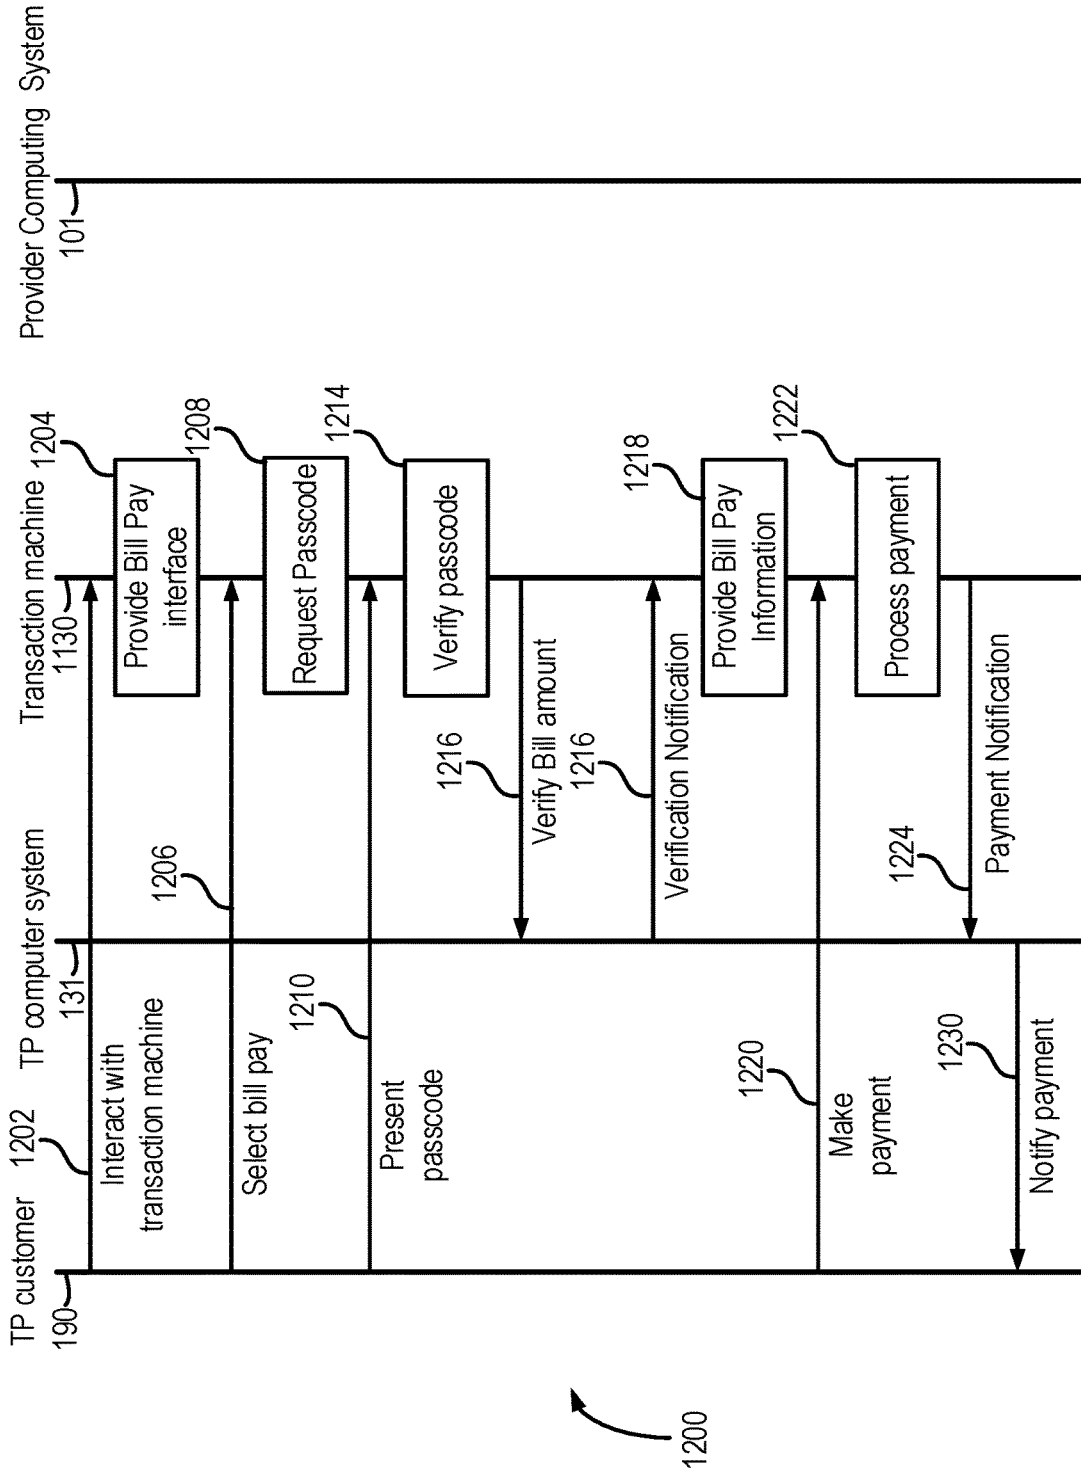 TP customer
190
TP computer system
131
Transaction machine
1130
Provider Computing System
101
1202
Interact with
transaction machine
1204
Provide Bill Pay
interface
1206
Select bill pay
1208
Request Passcode
1210
Present
passcode
1214
Verify passcode
1216
Verify Bill amount
1216
Verification Notification
1218
Provide Bill Pay
Information
1220
Make
payment
1222
Process payment
1224
Payment Notification
1230
Notify payment
1200